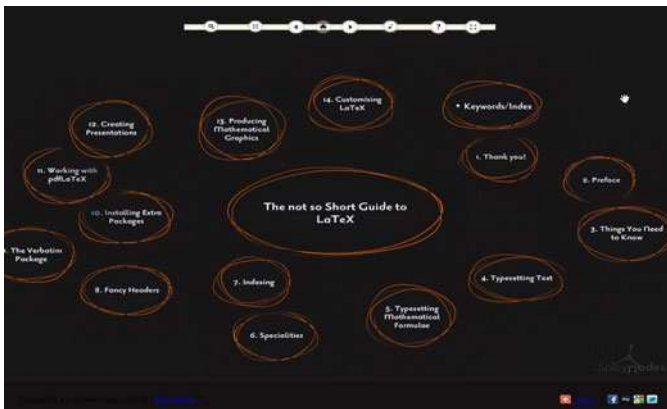 14. Customising
LaTeX
• Keywords/Index
13. Producing
Mathematical
Graphics
12. Creating
Presentations
1. Thank you!
11. Working with
pdfLaTeX
2. Preface
10. Installing Extra
Packages
The not so Short Guide to
LaTeX
3. Things You Need
to Know
. The Verbatim
Package
4. Typesetting Text
7. Indexing
8. Fancy Headers
5. Typesetting
Mathematical
Formulae
6. Specialities